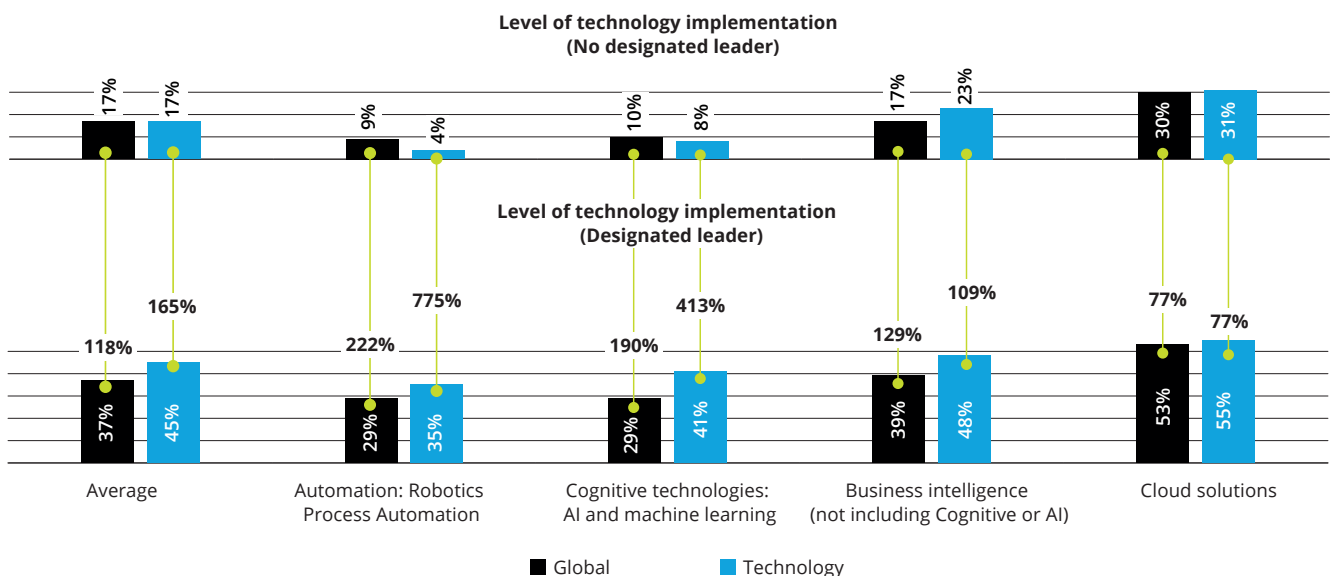 Level of technology implementation
(No designated leader)
17%
17%
9%
4%
10%
8%
17%
23%
30%
31%
Level of technology implementation
(Designated leader)
118%
165%
222%
775%
190%
413%
129%
109%
77%
77%
37%
45%
29%
35%
29%
41%
39%
48%
53%
55%
Average
Automation: Robotics
Process Automation
Cognitive technologies:
AI and machine learning
Business intelligence
(not including Cognitive or AI)
Cloud solutions
Global
Technology